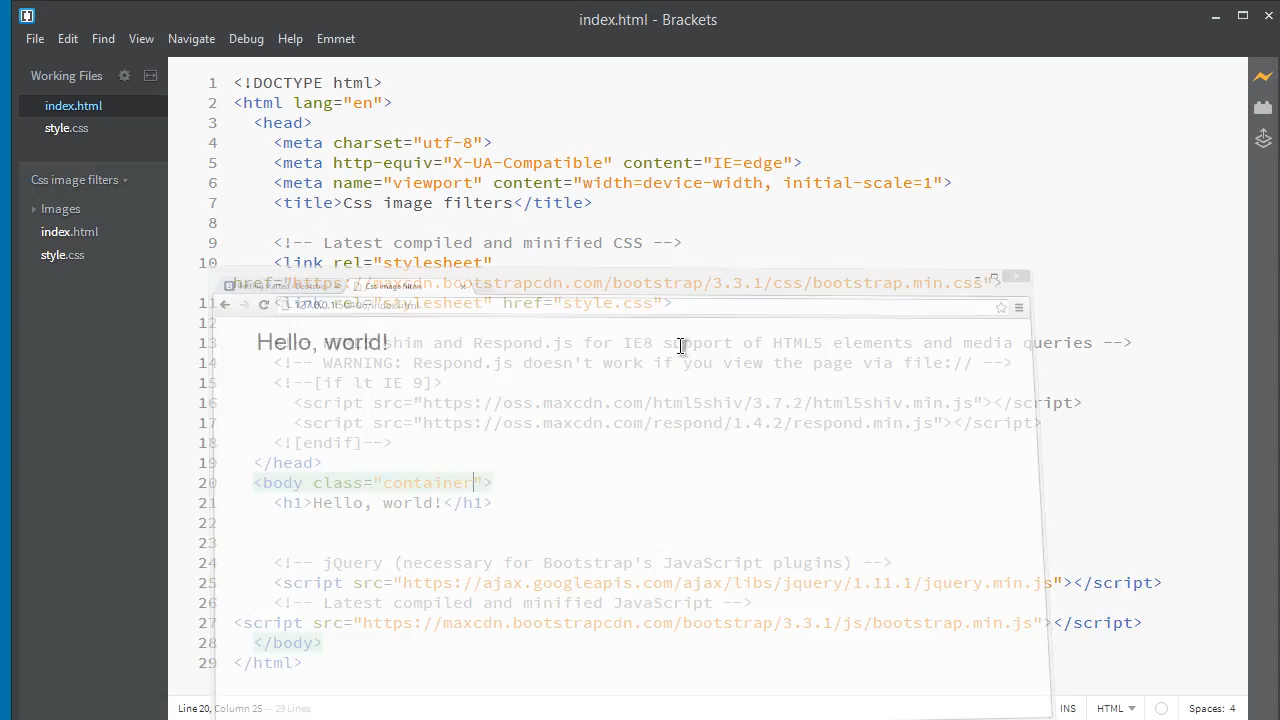 index.html - Brackets
File Edit Find View Navigate Debug Help Emmet
Working Files
index.html
style.css
Css image filters
Images
index.html
style.css
1 <!DOCTYPE html>
2 <html lang="en">
3 <head>
4 <meta charset="utf-8">
5 <meta http-equiv="X-UA-Compatible" content="IE=edge">
6 <meta name="viewport" content="width=device-width, initial-scale=1">
7 <title>Css image filters</title>
8
9 <!-- Latest compiled and minified CSS -->
10 <link rel="stylesheet"
href="https://maxcdn.bootstrapcdn.com/bootstrap/3.3.1/css/bootstrap.min.css">
11 <link rel="stylesheet" href="style.css">
12
13 shim and Respond.js for IE8 support of HTML5 elements and media queries -->
14 <!-- WARNING: Respond.js doesn't work if you view the page via file:// -->
15 <!--[if lt IE 9]>
16 <script src="https://oss.maxcdn.com/html5shiv/3.7.2/html5shiv.min.js"></script>
17 <script src="https://oss.maxcdn.com/respond/1.4.2/respond.min.js"></script>
18 <![endif]-->
19 </head>
20 <body class="container">
21 <h1>Hello, world!</h1>
22
23
24 <!-- jQuery (necessary for Bootstrap's JavaScript plugins) -->
25 <script src="https://ajax.googleapis.com/ajax/libs/jquery/1.11.1/jquery.min.js"></script>
26 <!-- Latest compiled and minified JavaScript -->
27 <script src="https://maxcdn.bootstrapcdn.com/bootstrap/3.3.1/js/bootstrap.min.js"></script>
28 </body>
29 </html>
Css image filters
Hello, world!
Line 20, Column 25 — 29 Lines
INS HTML Spaces: 4